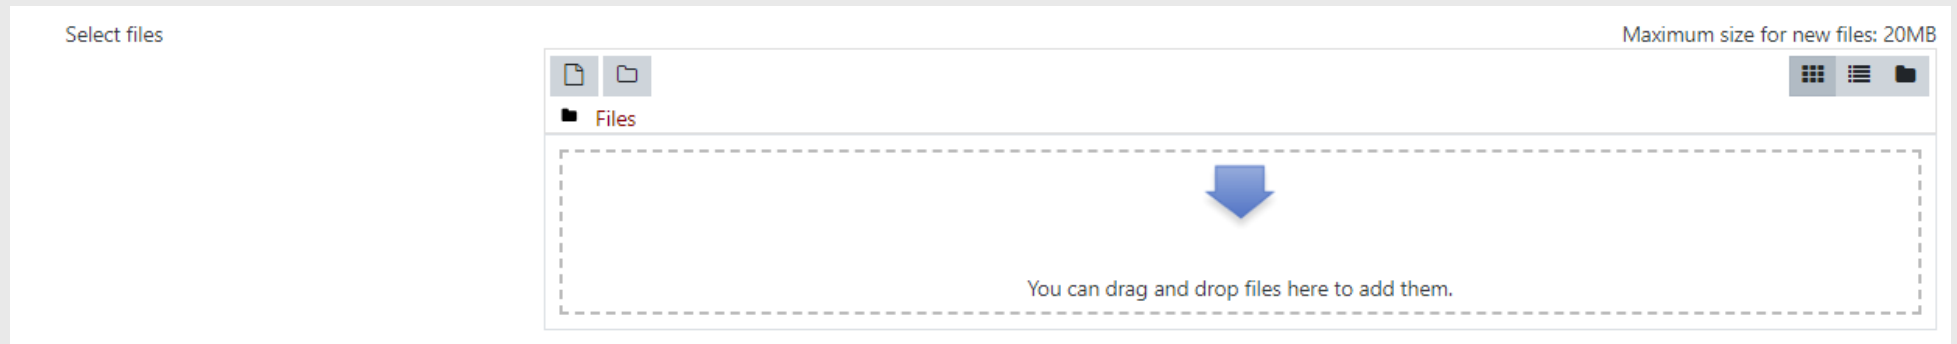 Select files
Maximum size for new files: 20MB
Files
You can drag and drop files here to add them.